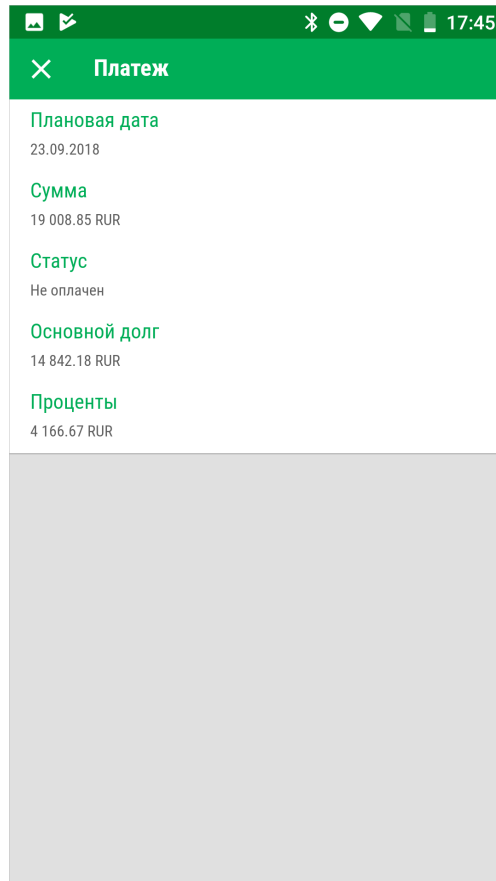 17:45
Платеж
Плановая дата
23.09.2018
Сумма
19 008.85 RUR
Статус
Не оплачен
Основной долг
14 842.18 RUR
Проценты
4 166.67 RUR